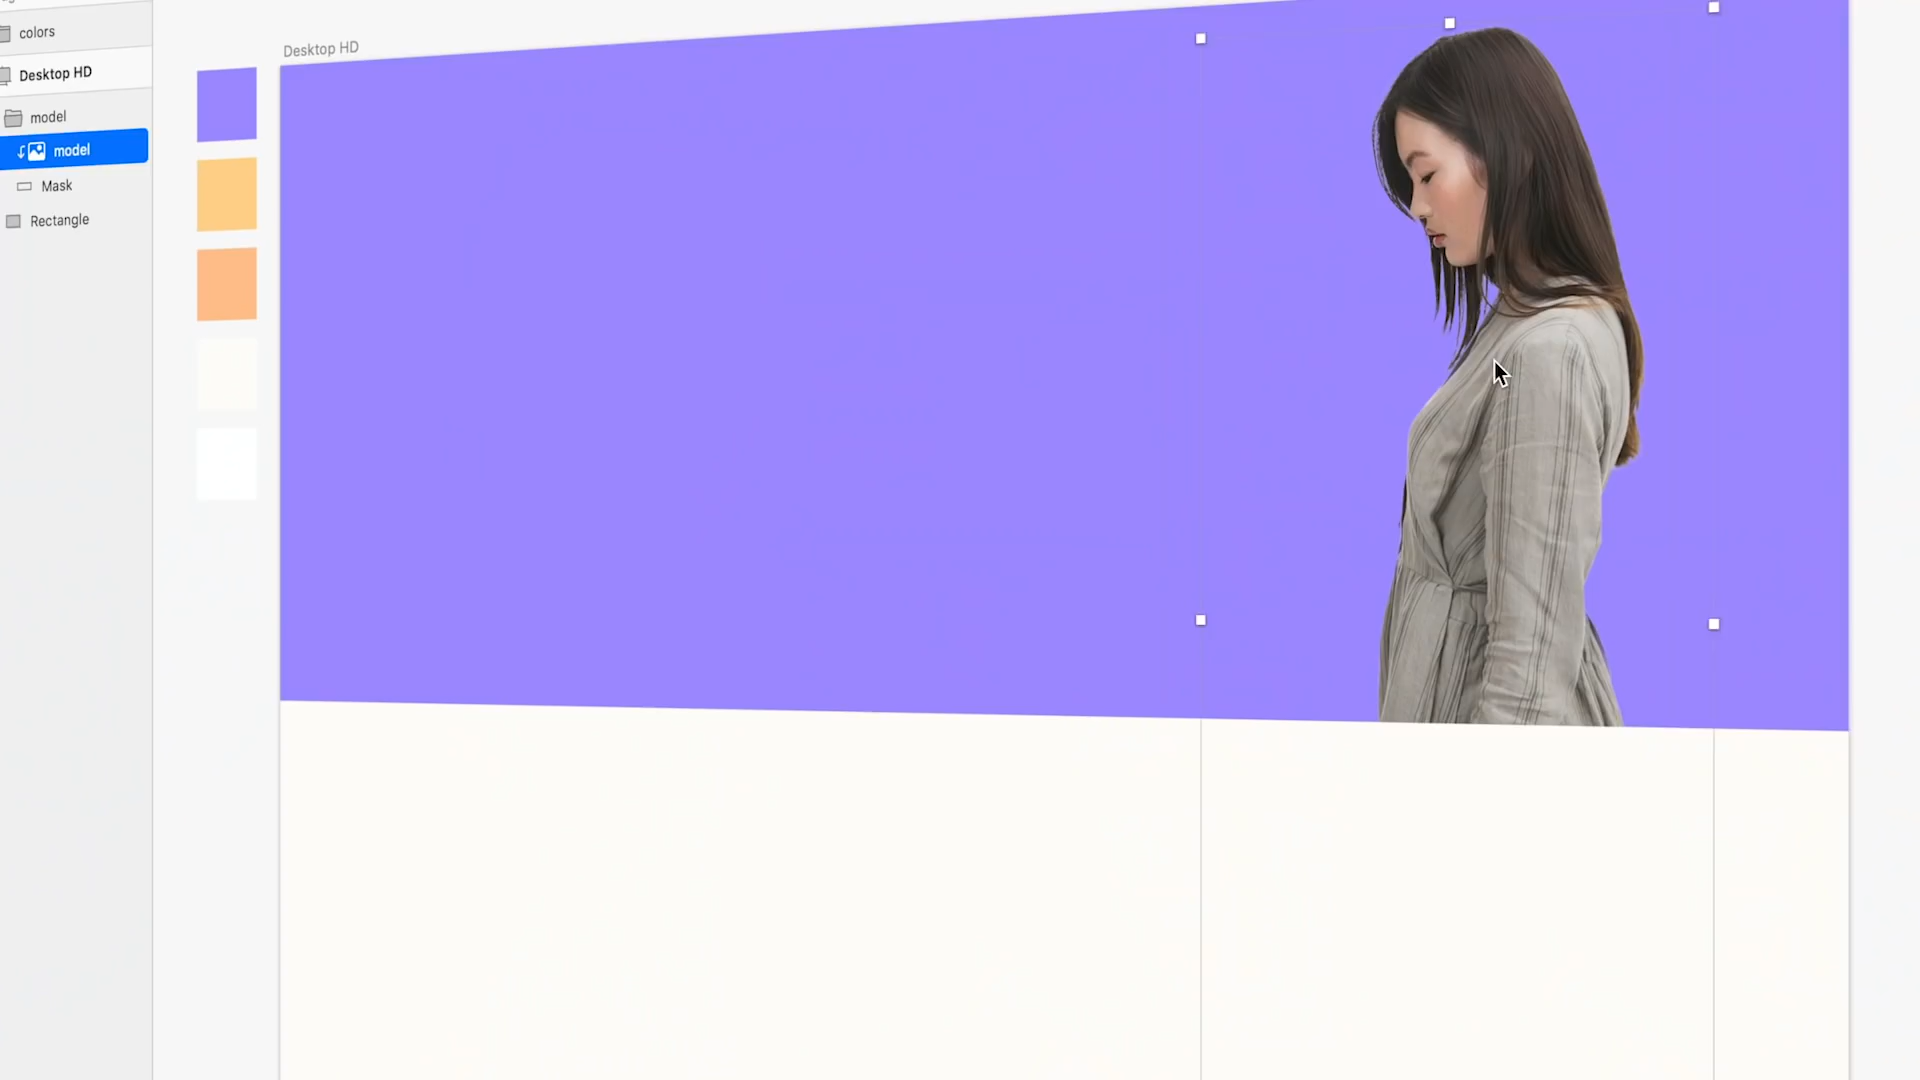 colors
Desktop HD
model
model
Mask
Rectangle
Desktop HD